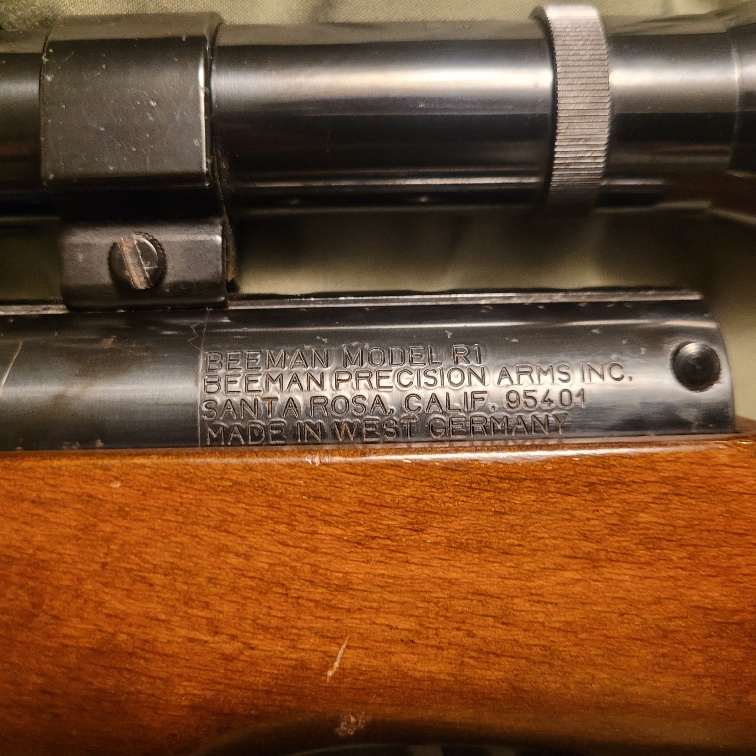 BEEMAN MODEL R1
BEEMAN PRECISION ARMS INC.
SANTA ROSA, CALIF. 95401
MADE IN WEST GERMANY